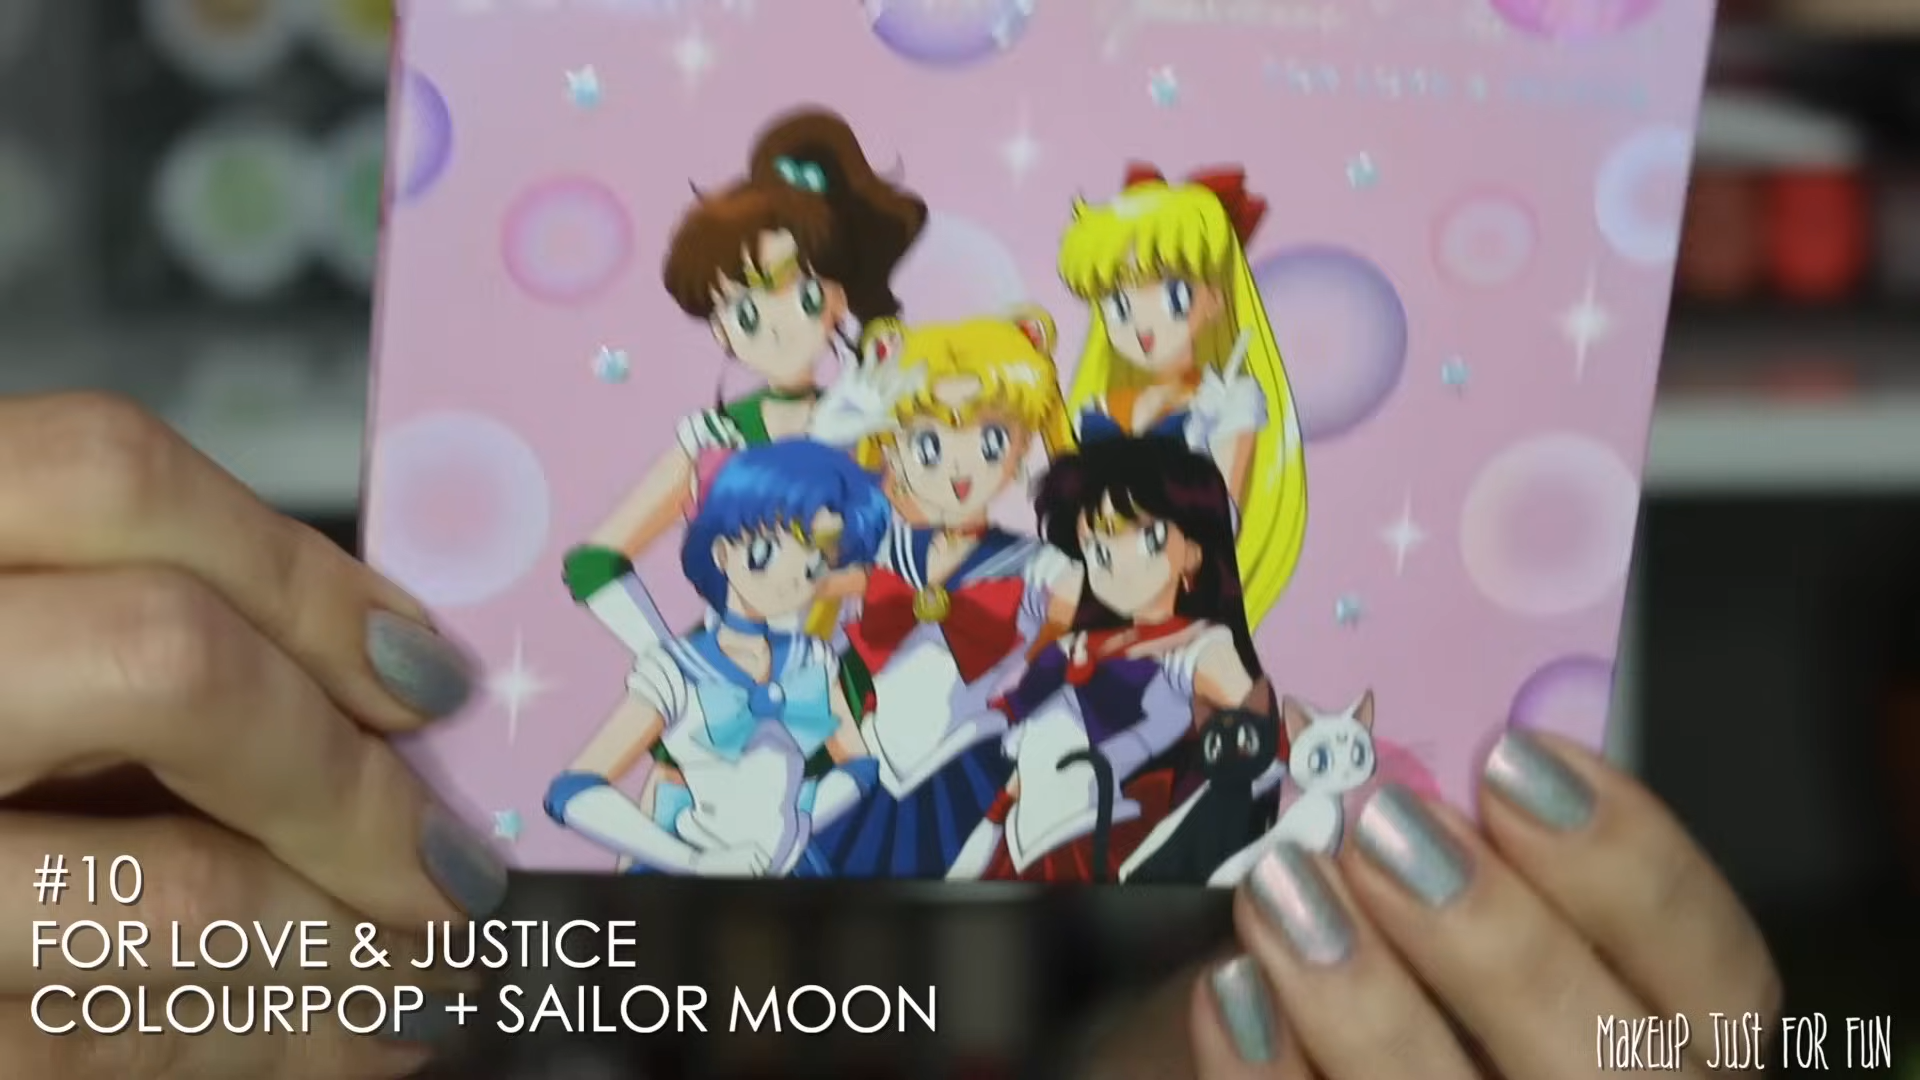 #10
FOR LOVE & JUSTICE
COLOURPOP + SAILOR MOON
MAKEUP JUST FOR FUN